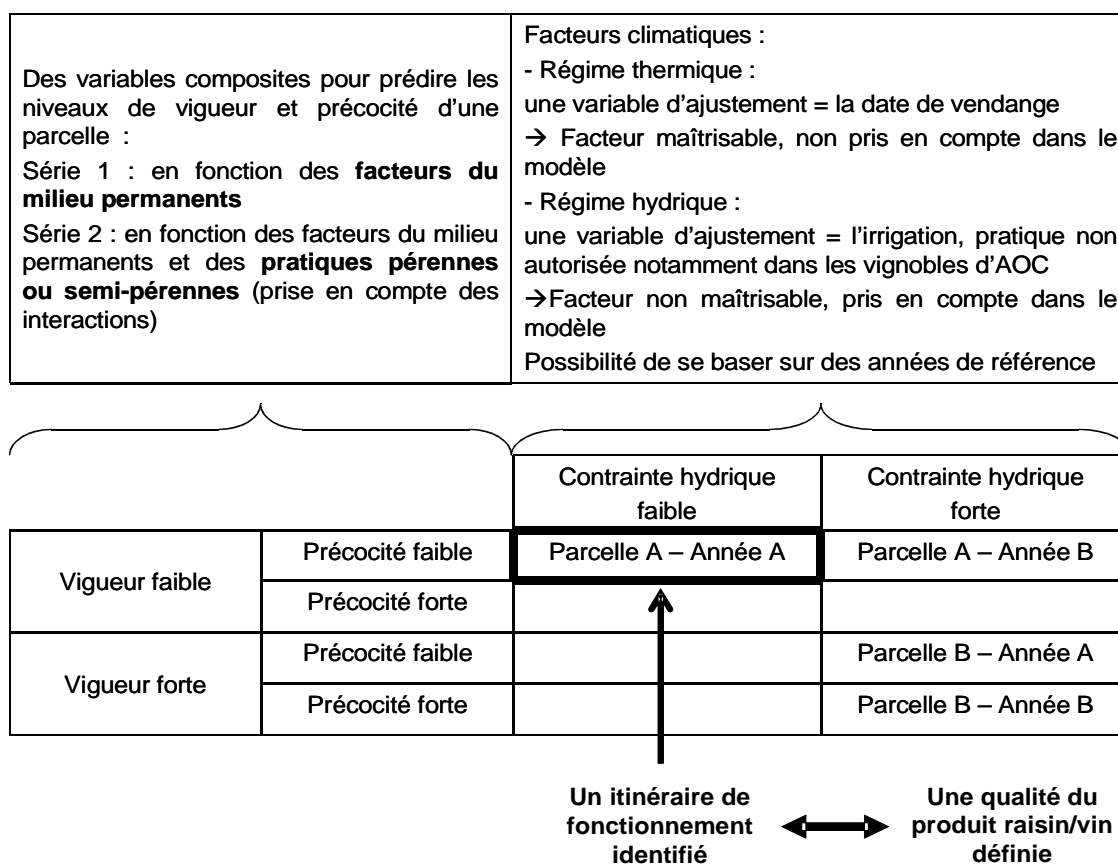 Des variables composites pour prédire les
niveaux de vigueur et précocité d'une
parcelle :
Série 1 : en fonction des facteurs du
milieu permanents
Série 2 : en fonction des facteurs du milieu
permanents et des pratiques pérennes
ou semi-pérennes (prise en compte des
interactions)
Facteurs climatiques :
- Régime thermique :
une variable d'ajustement = la date de vendange
→ Facteur maîtrisable, non pris en compte dans le
modèle
- Régime hydrique :
une variable d'ajustement = l'irrigation, pratique non
autorisée notamment dans les vignobles d'AOC
→Facteur non maîtrisable, pris en compte dans le
modèle
Possibilité de se baser sur des années de référence
Contrainte hydrique
faible
Contrainte hydrique
forte
Vigueur faible
Précocité faible
Parcelle A – Année A
Parcelle A – Année B
Précocité forte
Vigueur forte
Précocité faible
Parcelle B – Année A
Précocité forte
Parcelle B – Année B
Un itinéraire de
fonctionnement
identifié
Une qualité du
produit raisin/vin
définie